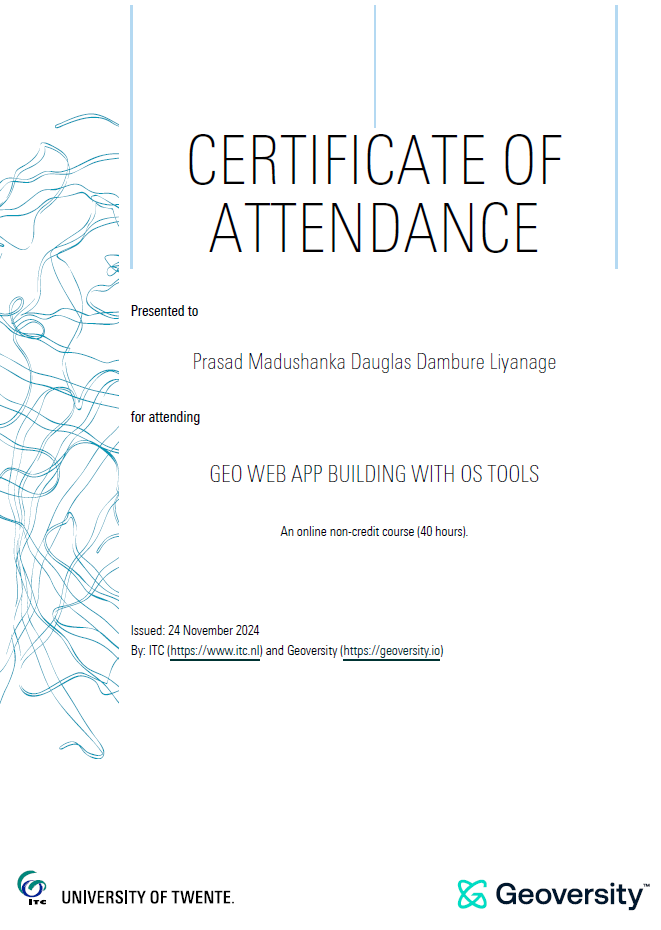 CERTIFICATE OF
ATTENDANCE
Presented to
Prasad Madushanka Dauglas Dambure Liyanage
for attending
GEO WEB APP BUILDING WITH OS TOOLS
An online non-credit course (40 hours).
Issued: 24 November 2024
By: ITC (https://www.itc.nl) and Geoversity (https://geoversity.io)
ITC UNIVERSITY OF TWENTE.
Geoversity™